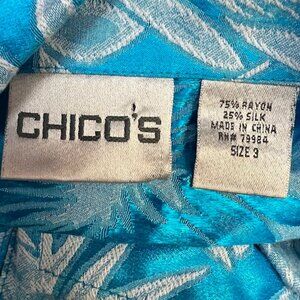 CHICO'S
75% RAYON
25% SILK
MADE IN CHINA
RN# 79984
SIZE 3